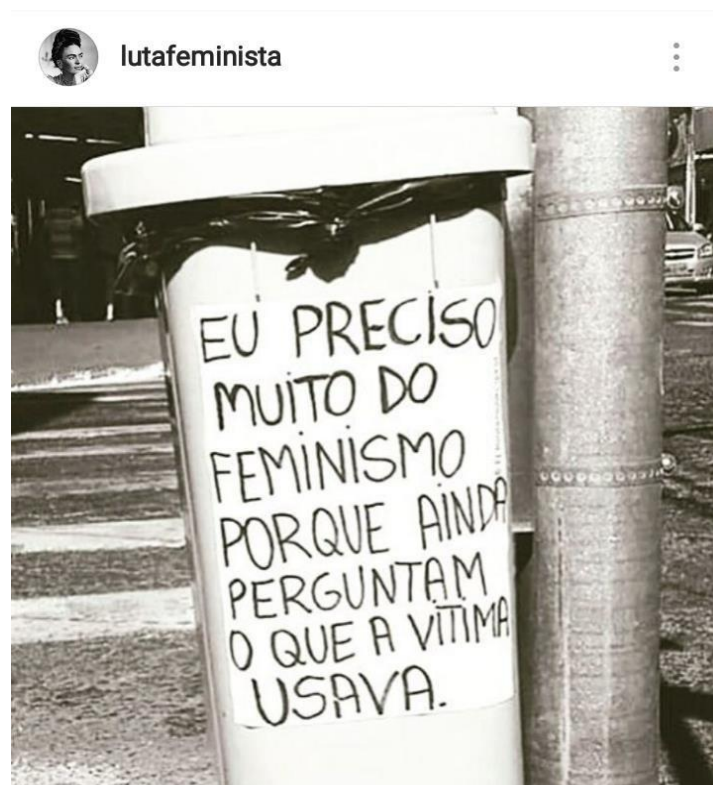 lutafeminista
EU PRECISO
MUITO DO
FEMINISMO
PORQUE AINDA
PERGUNTAM
O QUE A VÍTIMA
USAVA.